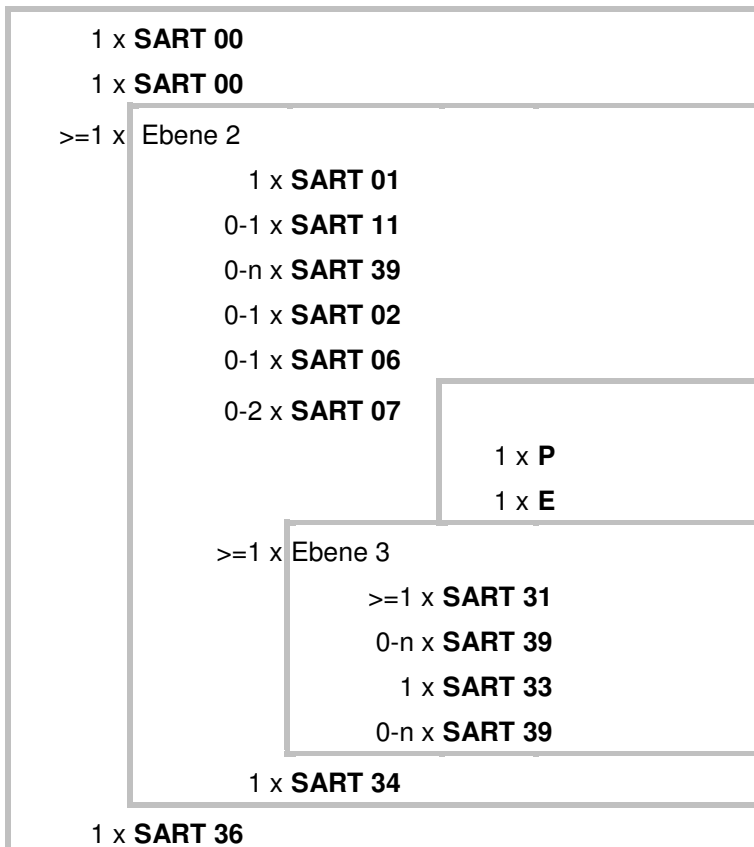 1 x SART 00
1 x SART 00
>=1 x Ebene 2
1 x SART 01
0-1 x SART 11
0-n x SART 39
0-1 x SART 02
0-1 x SART 06
0-2 x SART 07
1 x P
1 x E
>=1 x Ebene 3
>=1 x SART 31
0-n x SART 39
1 x SART 33
0-n x SART 39
1 x SART 34
1 x SART 36